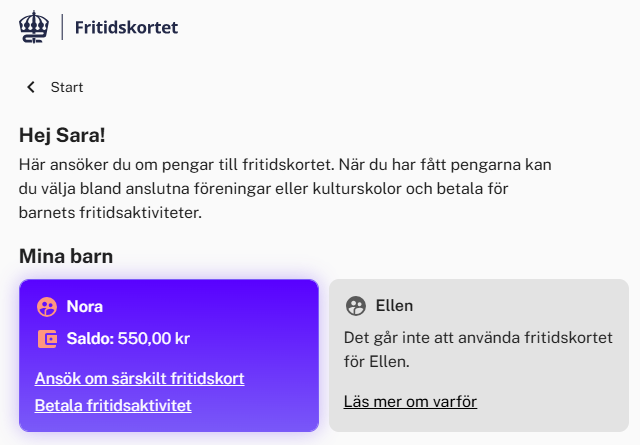 Fritidskortet
Start
Hej Sara!
Här ansöker du om pengar till fritidskortet. När du har fått pengarna kan
du välja bland anslutna föreningar eller kulturskolor och betala för
barnets fritidsaktiviteter.
Mina barn
Nora
Saldo: 550,00 kr
Ansök om särskilt fritidskort
Betala fritidsaktivitet
Ellen
Det går inte att använda fritidskortet
för Ellen.
Läs mer om varför